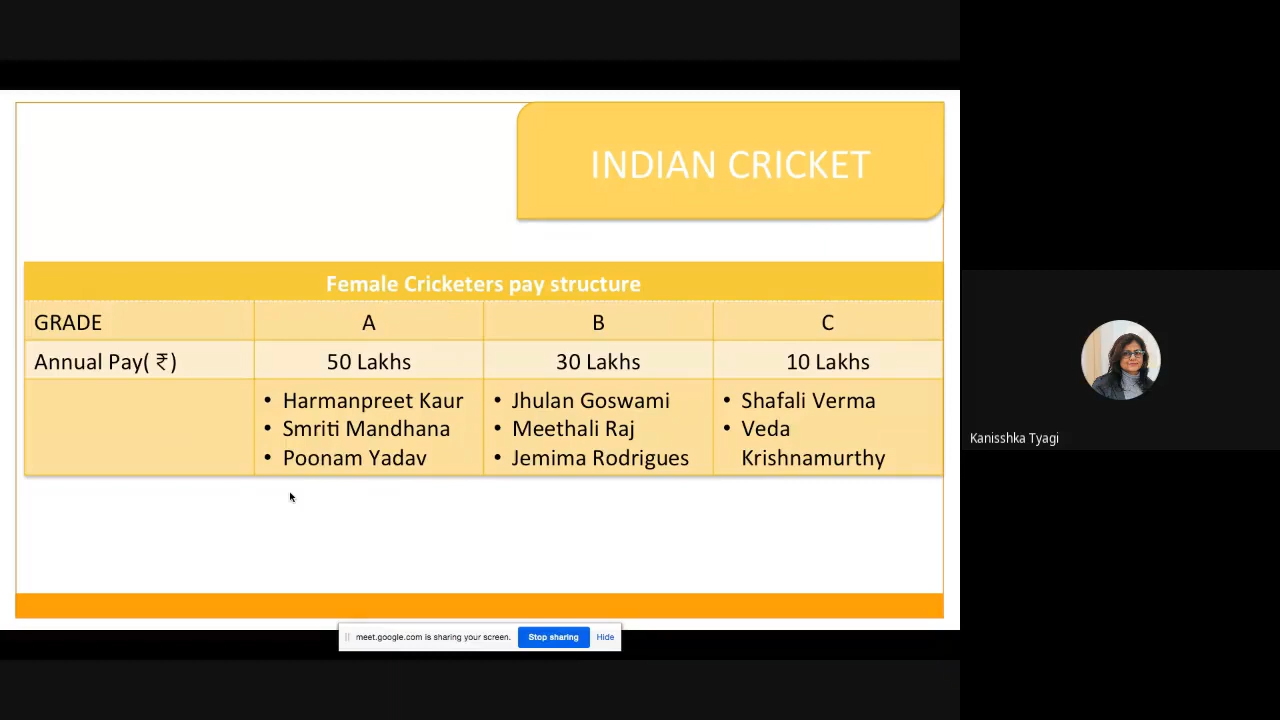 INDIAN CRICKET
Female Cricketers pay structure
GRADE A B C
Annual Pay( ₹) 50 Lakhs 30 Lakhs 10 Lakhs
• Harmanpreet Kaur • Jhulan Goswami • Shafali Verma
• Smriti Mandhana • Meethali Raj • Veda
• Poonam Yadav • Jemima Rodrigues Krishnamurthy
Kanisshka Tyagi
meet.google.com is sharing your screen. Stop sharing Hide